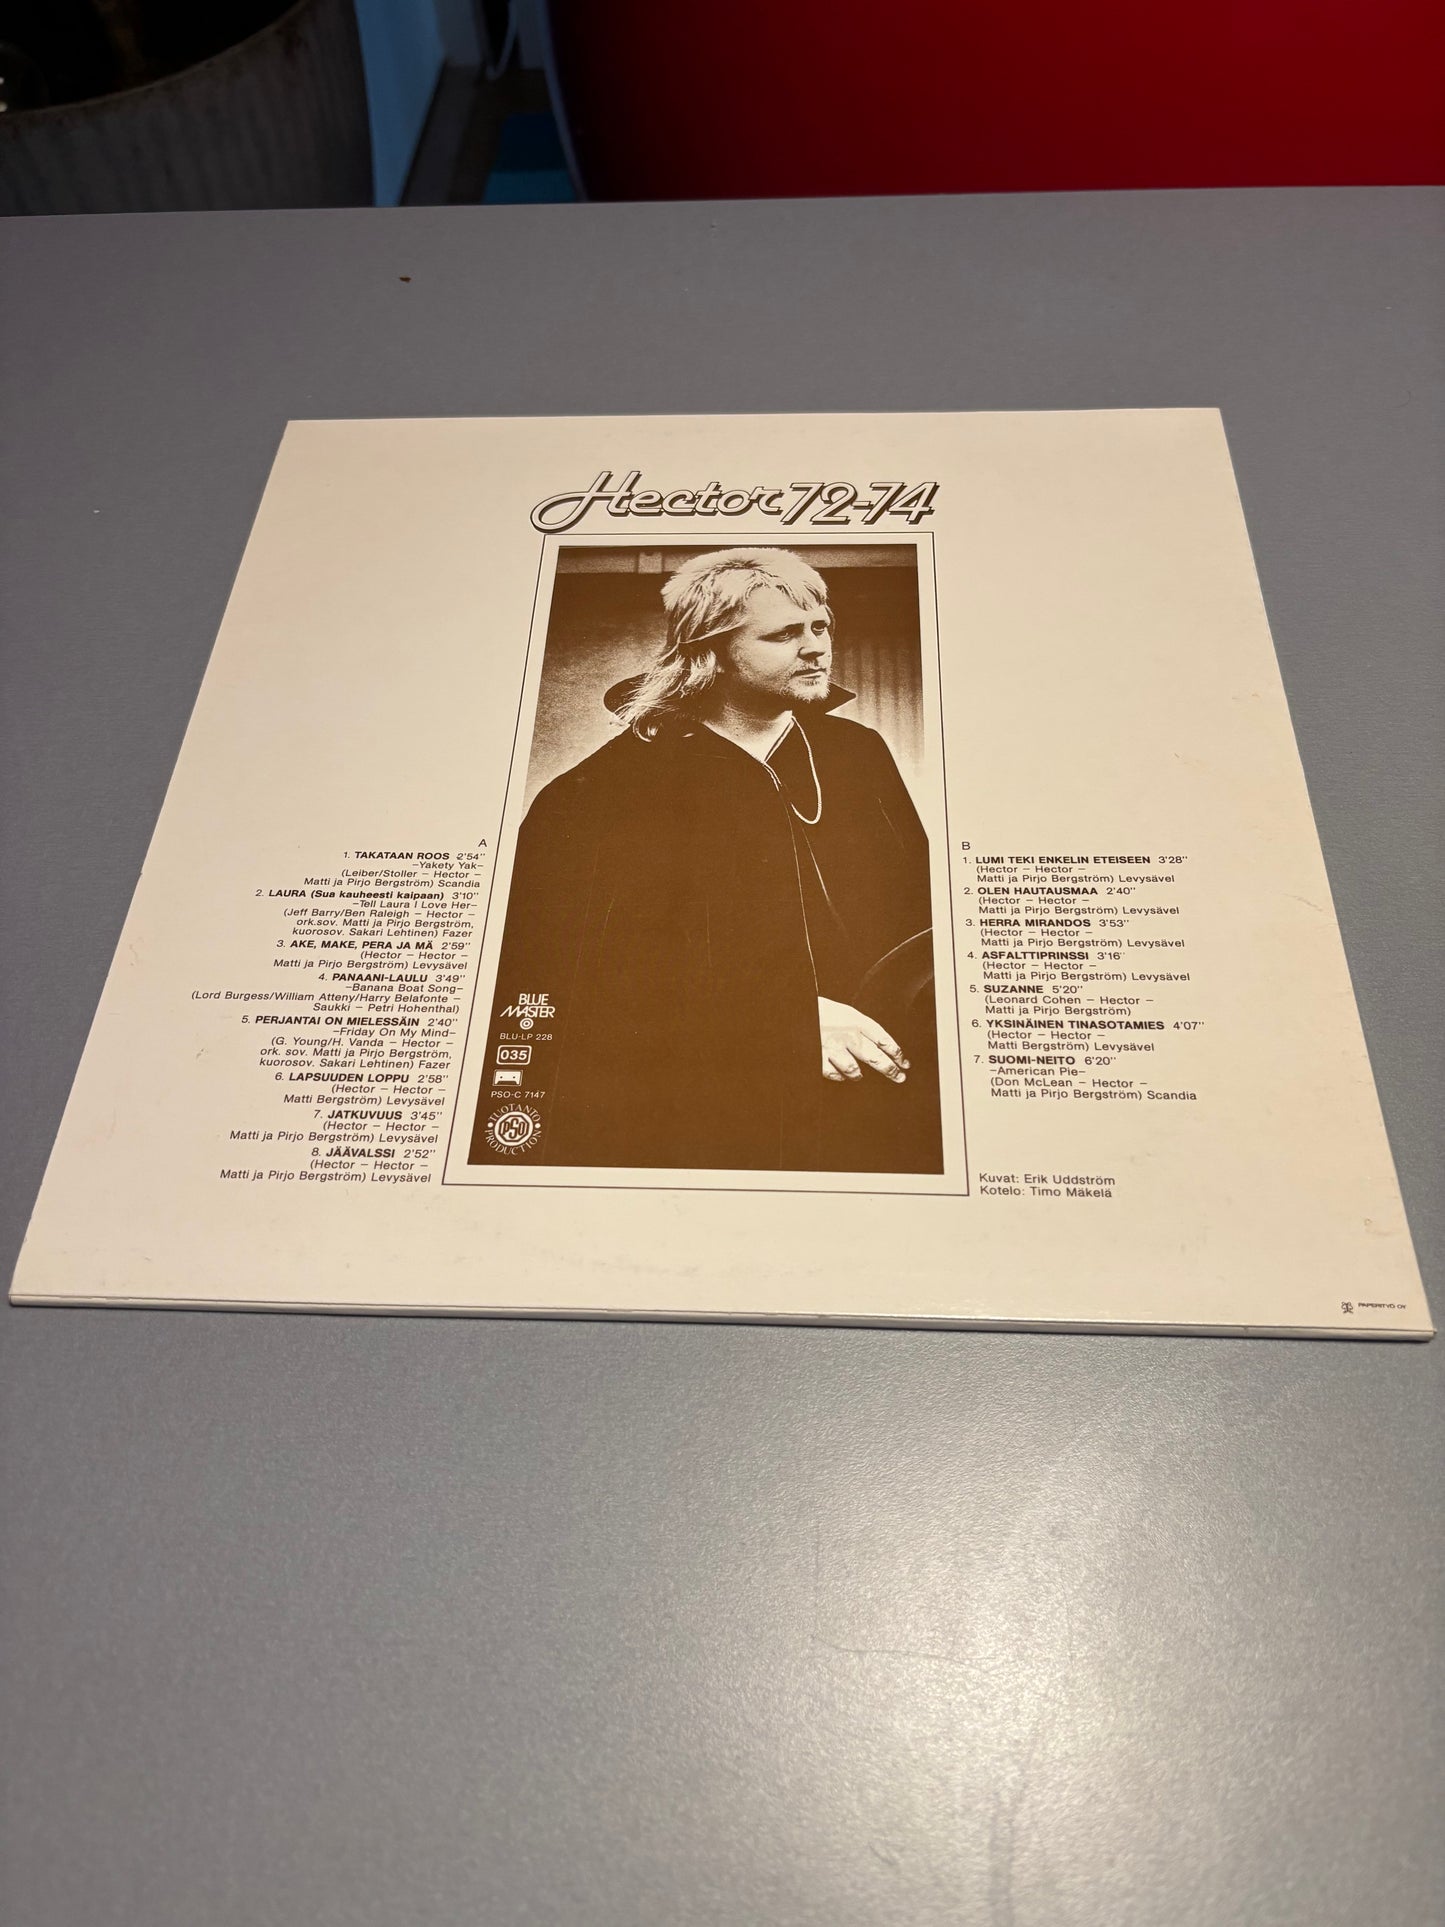 Hector 72-74
A
1. TAKATAAN ROOS 2'54''
–Yakety Yak–
(Leiber/Stoller – Hector –
Matti ja Pirjo Bergström) Scandia
2. LAURA (Sua kauheesti kaipaan) 3'10''
–Tell Laura I Love Her–
(Jeff Barry/Ben Raleigh – Hector –
ork.sov. Matti ja Pirjo Bergström,
kuorosov. Sakari Lehtinen) Fazer
3. AKE, MAKE, PERA JA MÄ 2'59''
(Hector – Hector –
Matti ja Pirjo Bergström) Levysävel
4. PANAANI-LAULU 3'49''
–Banana Boat Song–
(Lord Burgess/William Atteny/Harry Belafonte –
Saukki – Petri Hohenthal)
5. PERJANTAI ON MIELESSÄIN 2'40''
–Friday On My Mind–
(G. Young/H. Vanda – Hector –
ork. sov. Matti ja Pirjo Bergström,
kuorosov. Sakari Lehtinen) Fazer
6. LAPSUUDEN LOPPU 2'58''
(Hector – Hector –
Matti Bergström) Levysävel
7. JATKUVUUS 3'45''
(Hector – Hector –
Matti ja Pirjo Bergström) Levysävel
8. JÄÄVALSSI 2'52''
(Hector – Hector –
Matti ja Pirjo Bergström) Levysävel
BLUE
MASTER
BLU-LP 228
035
PSO-C 7147
TUOTANTO
PSO
PRODUCTION
B
1. LUMI TEKI ENKELIN ETEISEEN 3'28''
(Hector – Hector –
Matti ja Pirjo Bergström) Levysävel
2. OLEN HAUTAUSMAA 2'40''
(Hector – Hector –
Matti ja Pirjo Bergström) Levysävel
3. HERRA MIRANDOS 3'53''
(Hector – Hector –
Matti ja Pirjo Bergström) Levysävel
4. ASFALTTIPRINSSI 3'16''
(Hector – Hector –
Matti ja Pirjo Bergström) Levysävel
5. SUZANNE 5'20''
(Leonard Cohen – Hector –
Matti ja Pirjo Bergström)
6. YKSINÄINEN TINASOTAMIES 4'07''
(Hector – Hector –
Matti Bergström) Levysävel
7. SUOMI-NEITO 6'20''
–American Pie–
(Don McLean – Hector –
Matti ja Pirjo Bergström) Scandia
Kuvat: Erik Uddström
Kotelo: Timo Mäkelä
PAPERITYÖ OY